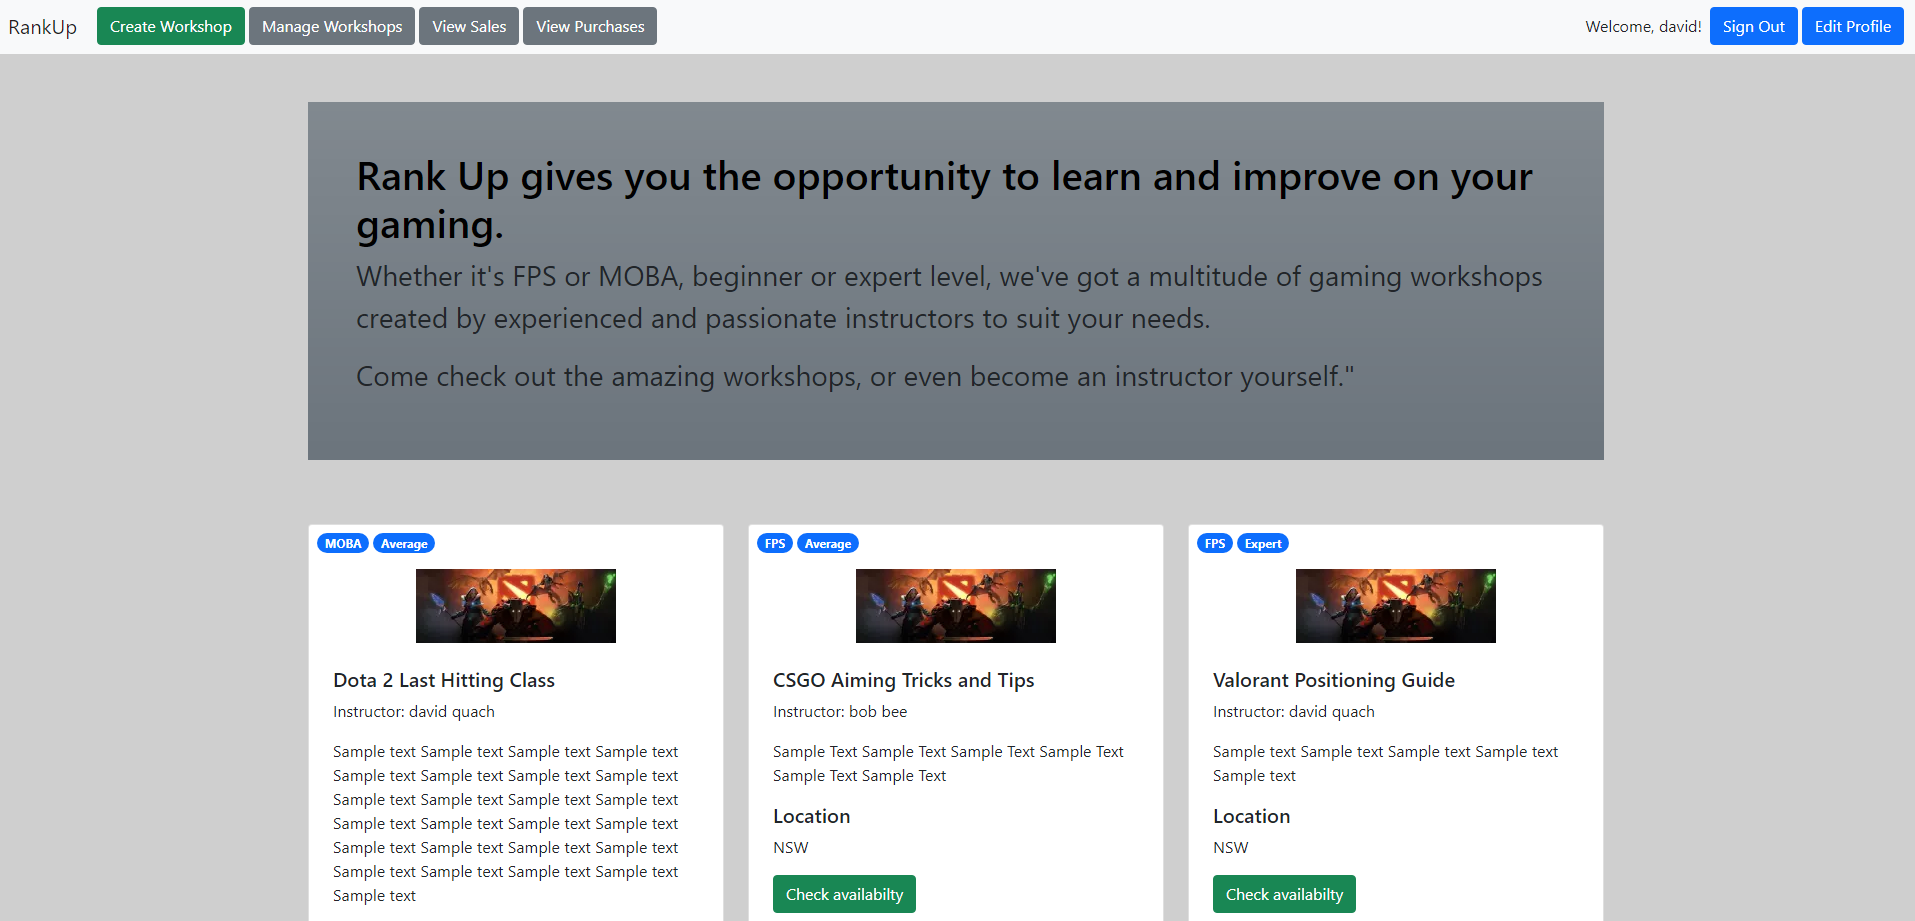 RankUp Create Workshop Manage Workshops View Sales View Purchases Welcome, david! Sign Out Edit Profile
Rank Up gives you the opportunity to learn and improve on your
gaming.
Whether it's FPS or MOBA, beginner or expert level, we've got a multitude of gaming workshops
created by experienced and passionate instructors to suit your needs.
Come check out the amazing workshops, or even become an instructor yourself."
MOBA Average
Dota 2 Last Hitting Class
Instructor: david quach
Sample text Sample text Sample text Sample text
Sample text Sample text Sample text Sample text
Sample text Sample text Sample text Sample text
Sample text Sample text Sample text Sample text
Sample text Sample text Sample text Sample text
Sample text Sample text Sample text Sample text
Sample text
FPS Average
CSGO Aiming Tricks and Tips
Instructor: bob bee
Sample Text Sample Text Sample Text Sample Text
Sample Text Sample Text
Location
NSW
Check availabilty
FPS Expert
Valorant Positioning Guide
Instructor: david quach
Sample text Sample text Sample text Sample text
Sample text
Location
NSW
Check availabilty